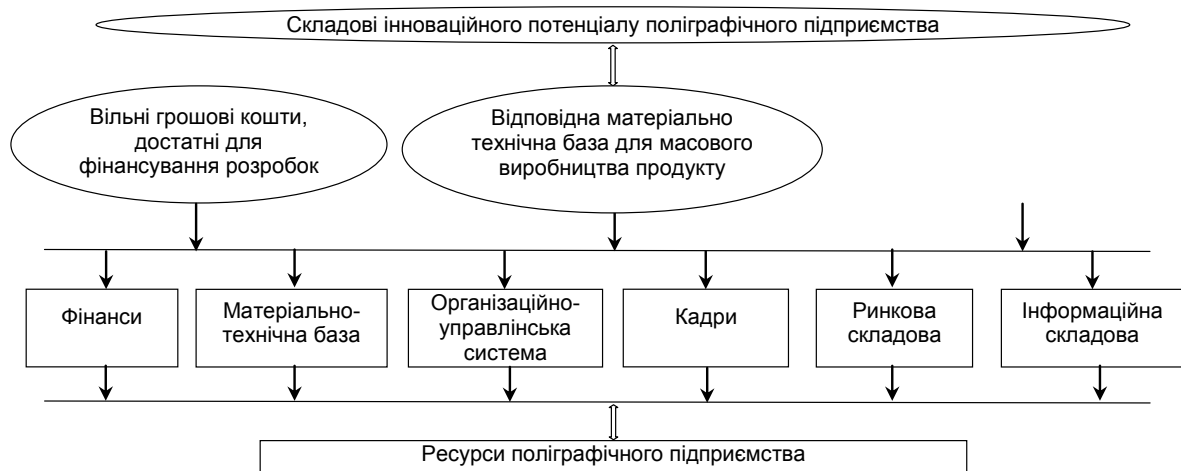 Складові інноваційного потенціалу поліграфічного підприємства
Вільні грошові кошти,
достатні для
фінансування розробок
Відповідна матеріально
технічна база для масового
виробництва продукту
Фінанси
Матеріально-
технічна база
Організаційно-
управлінська
система
Кадри
Ринкова
складова
Інформаційна
складова
Ресурси поліграфічного підприємства